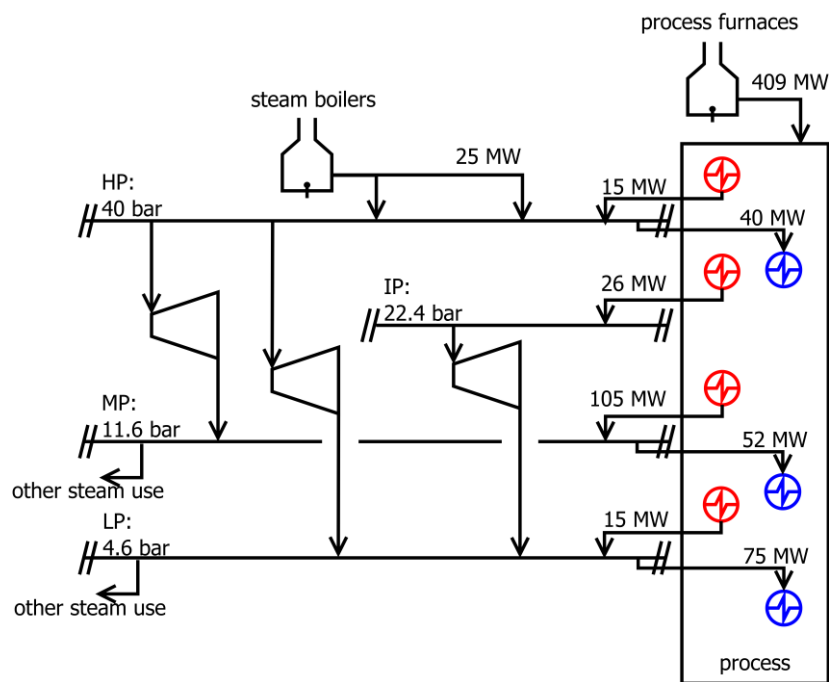 process furnaces
409 MW
steam boilers
25 MW
HP:
40 bar
15 MW
40 MW
IP:
22.4 bar
26 MW
MP:
11.6 bar
105 MW
52 MW
other steam use
LP:
4.6 bar
15 MW
75 MW
other steam use
process